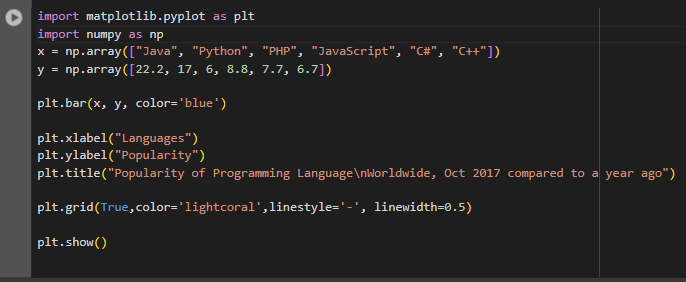 import matplotlib.pyplot as plt
import numpy as np
x = np.array(["Java", "Python", "PHP", "JavaScript", "C#", "C++"])
y = np.array([22.2, 17, 6, 8.8, 7.7, 6.7])
plt.bar(x, y, color='blue')
plt.xlabel("Languages")
plt.ylabel("Popularity")
plt.title("Popularity of Programming Language\nWorldwide, Oct 2017 compared to a year ago")
plt.grid(True,color='lightcoral',linestyle='-', linewidth=0.5)
plt.show()